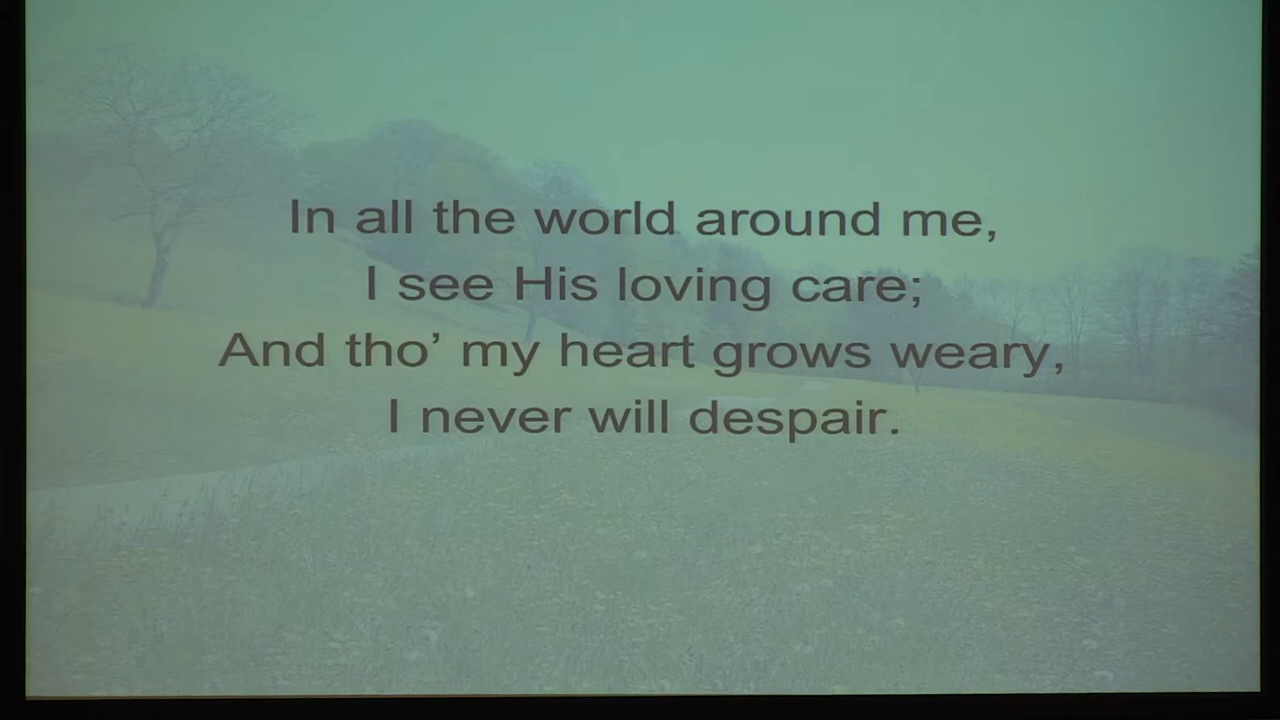 In all the world around me,
I see His loving care;
And tho’ my heart grows weary,
I never will despair.